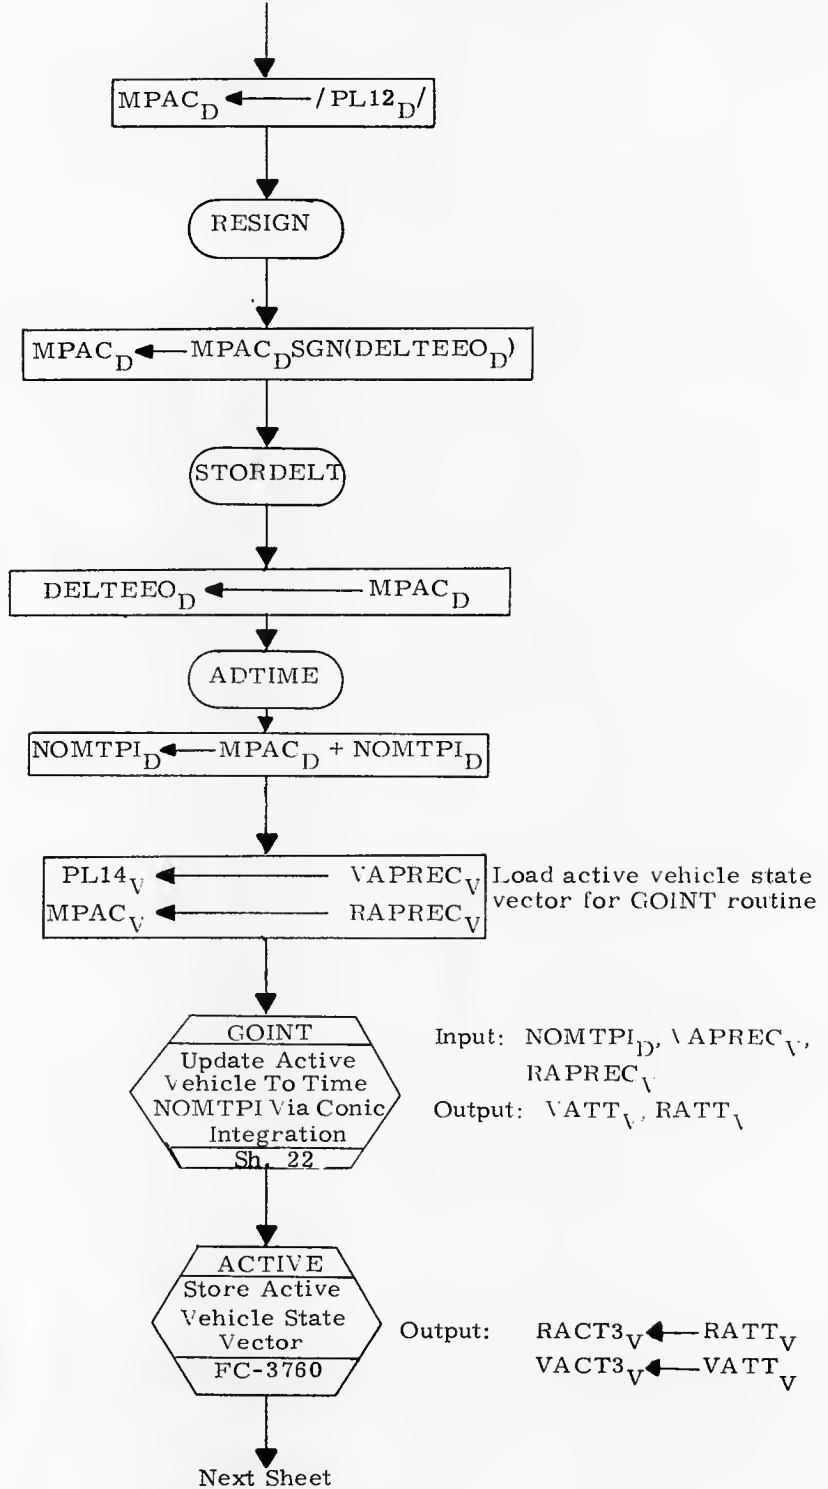 MPAC_D ← /PL12_D/
RESIGN
MPAC_D ← MPAC_D SGN(DELTEEO_D)
STORDELT
DELTEEO_D ← MPAC_D
ADTIME
NOMTPI_D ← MPAC_D + NOMTPI_D
PL14_V ← VAPREC_V
MPAC_V ← RAPREC_V
Load active vehicle state
vector for GOINT routine
GOINT
Update Active
Vehicle To Time
NOMTPI Via Conic
Integration
Sh. 22
Input: NOMTPI_D, VAPREC_V,
RAPREC_V
Output: VATT_V, RATT_V
ACTIVE
Store Active
Vehicle State
Vector
FC-3760
Output: RACT3_V ← RATT_V
VACT3_V ← VATT_V
Next Sheet